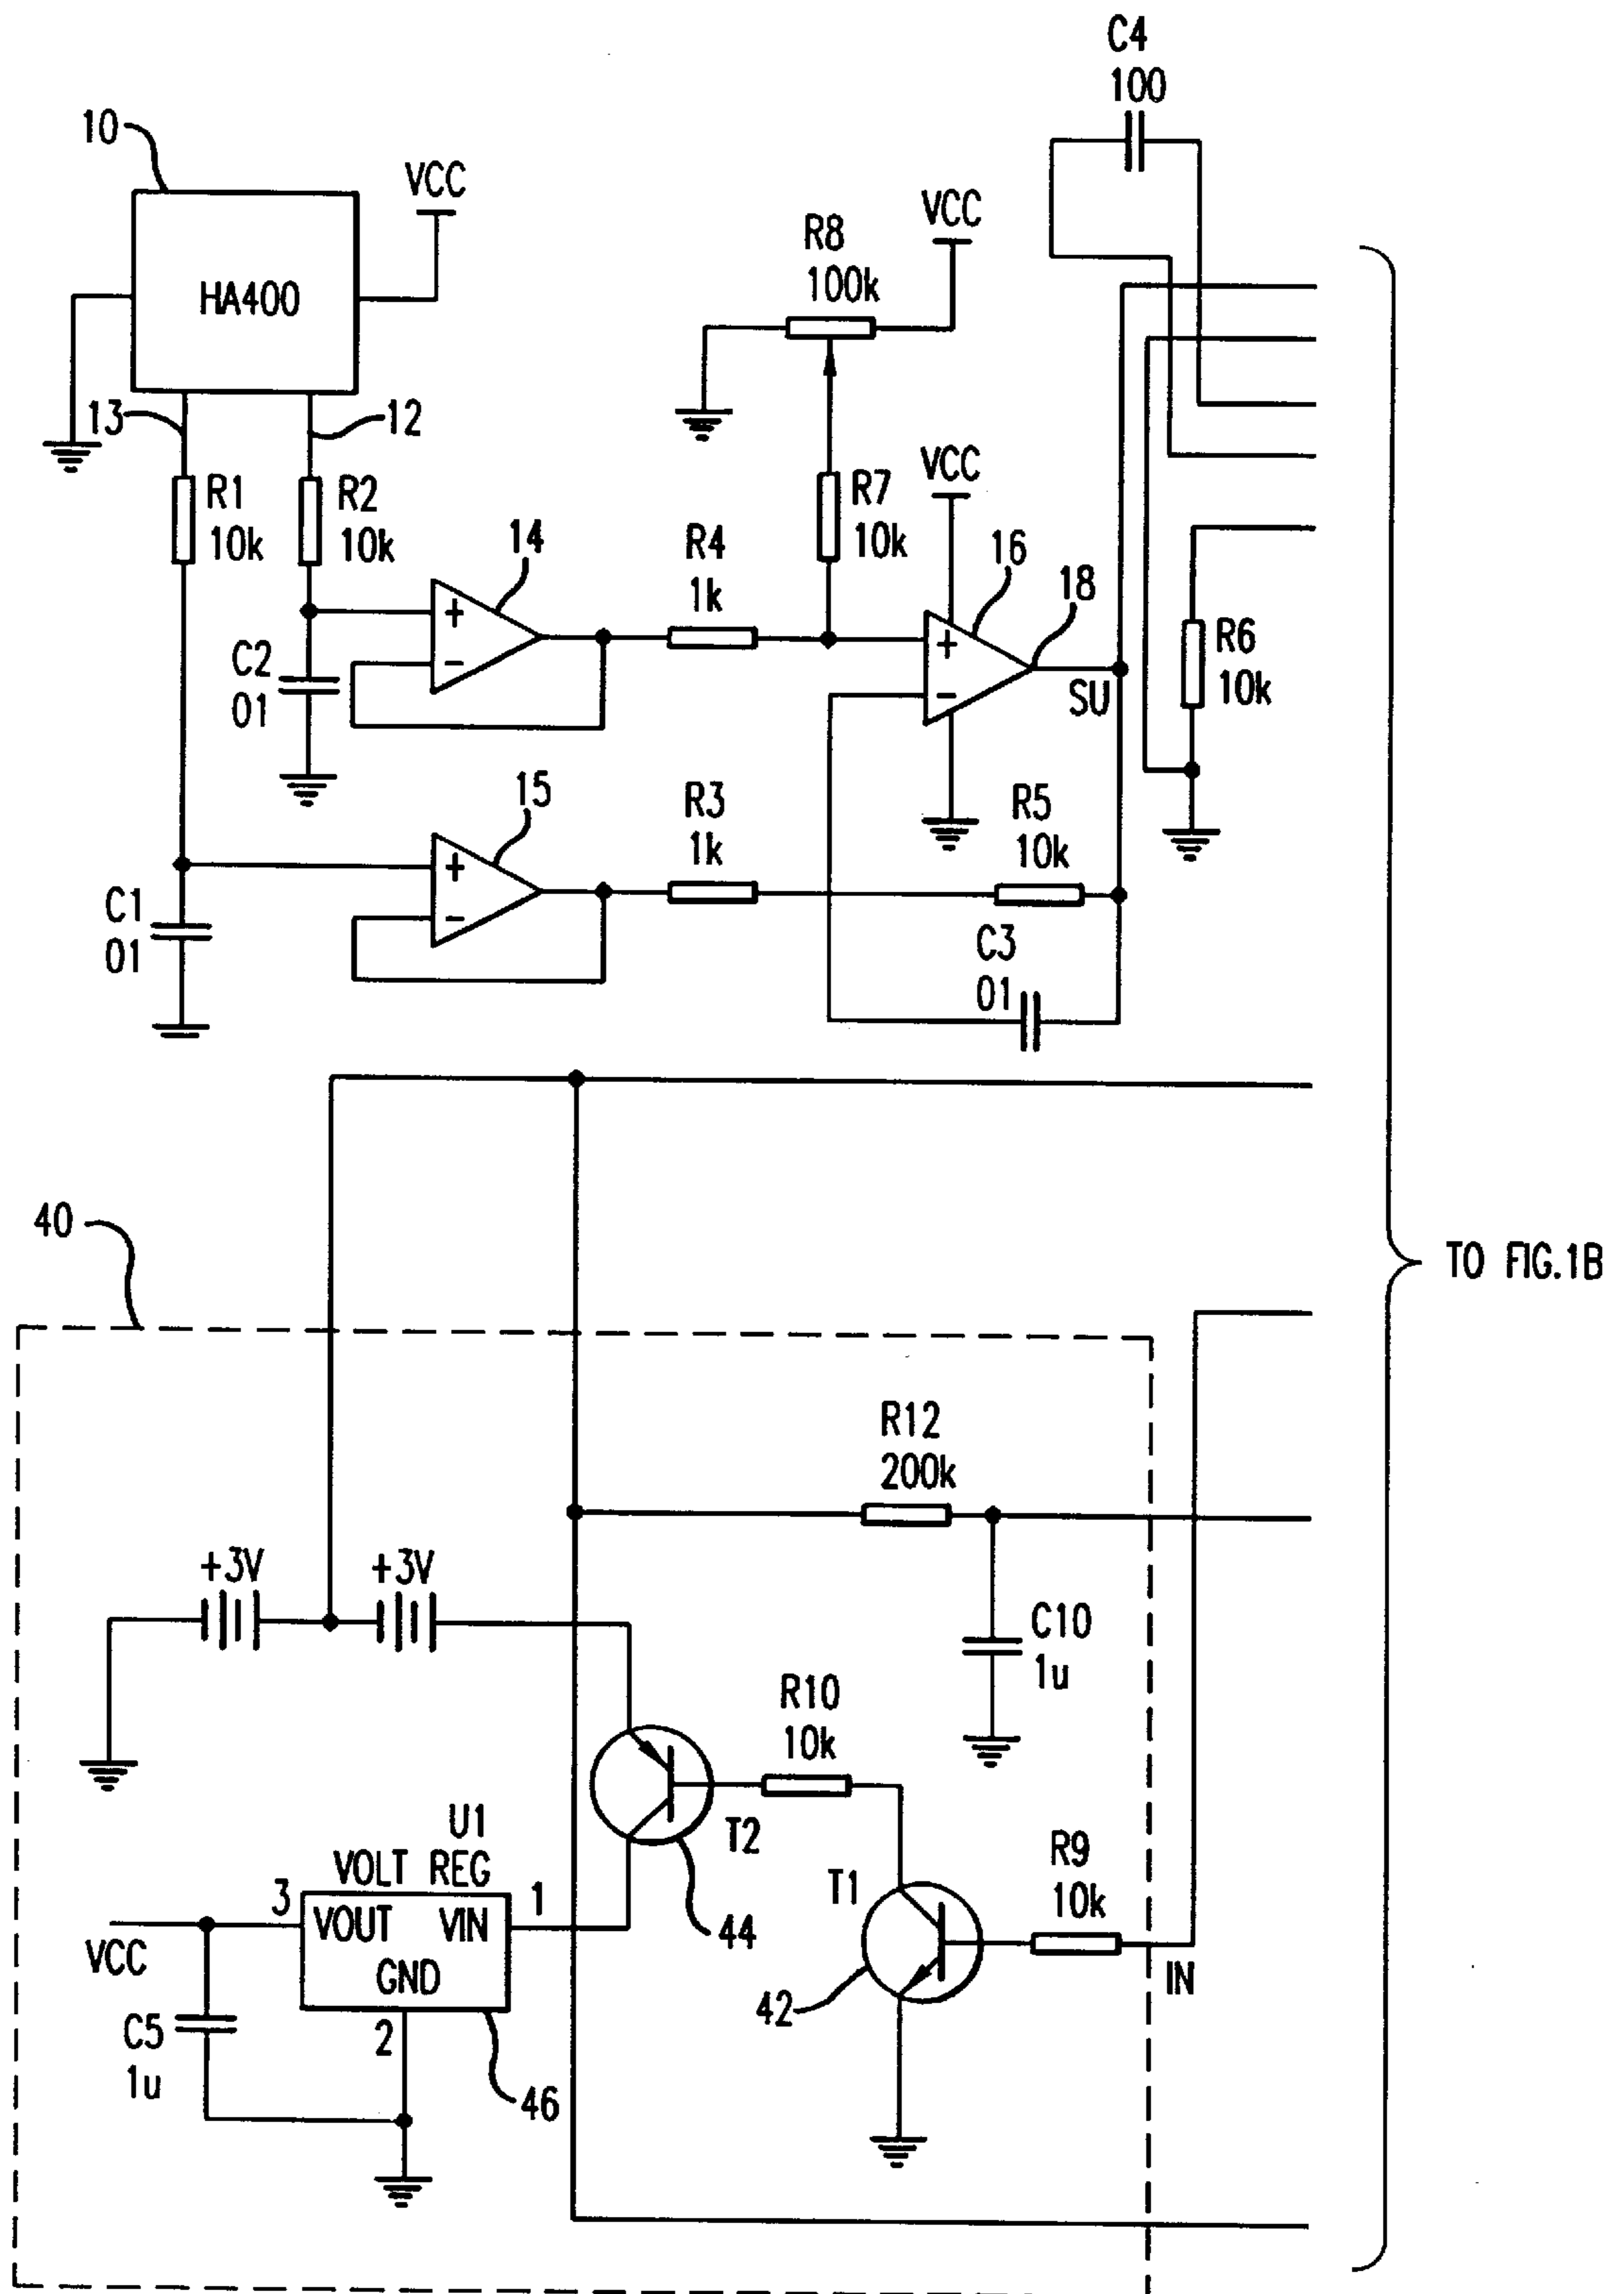 C4
100
10
VCC
HA400
R8
100k
VCC
13
12
R1
10k
R2
10k
14
R4
1k
R7
10k
VCC
16
18
+
-
C2
01
+
-
SU
R6
10k
15
R3
1k
R5
10k
+
-
C1
01
C3
01
40
TO FIG.1B
R12
200k
+3V
+3V
C10
1u
R10
10k
U1
VOLT REG
T2
3
VOUT
VIN
1
T1
R9
10k
44
VCC
GND
IN
42
C5
1u
2
46